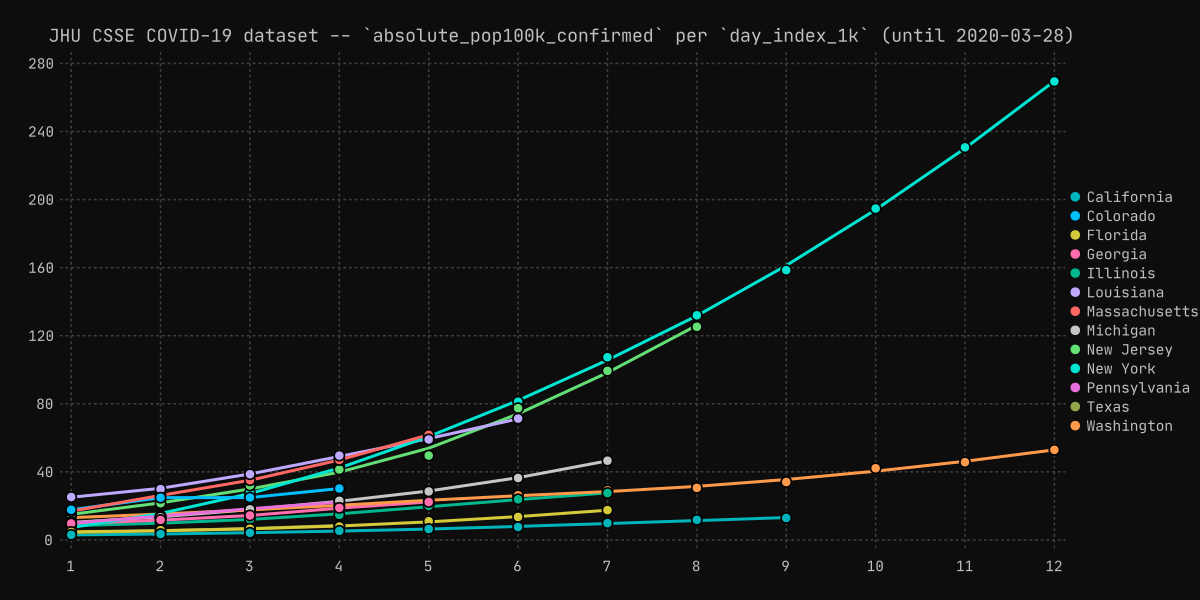 JHU CSSE COVID-19 dataset -- `absolute_pop100k_confirmed` per `day_index_1k` (until 2020-03-28)
280
240
200
160
120
80
40
0
1 2 3 4 5 6 7 8 9 10 11 12
California
Colorado
Florida
Georgia
Illinois
Louisiana
Massachusetts
Michigan
New Jersey
New York
Pennsylvania
Texas
Washington